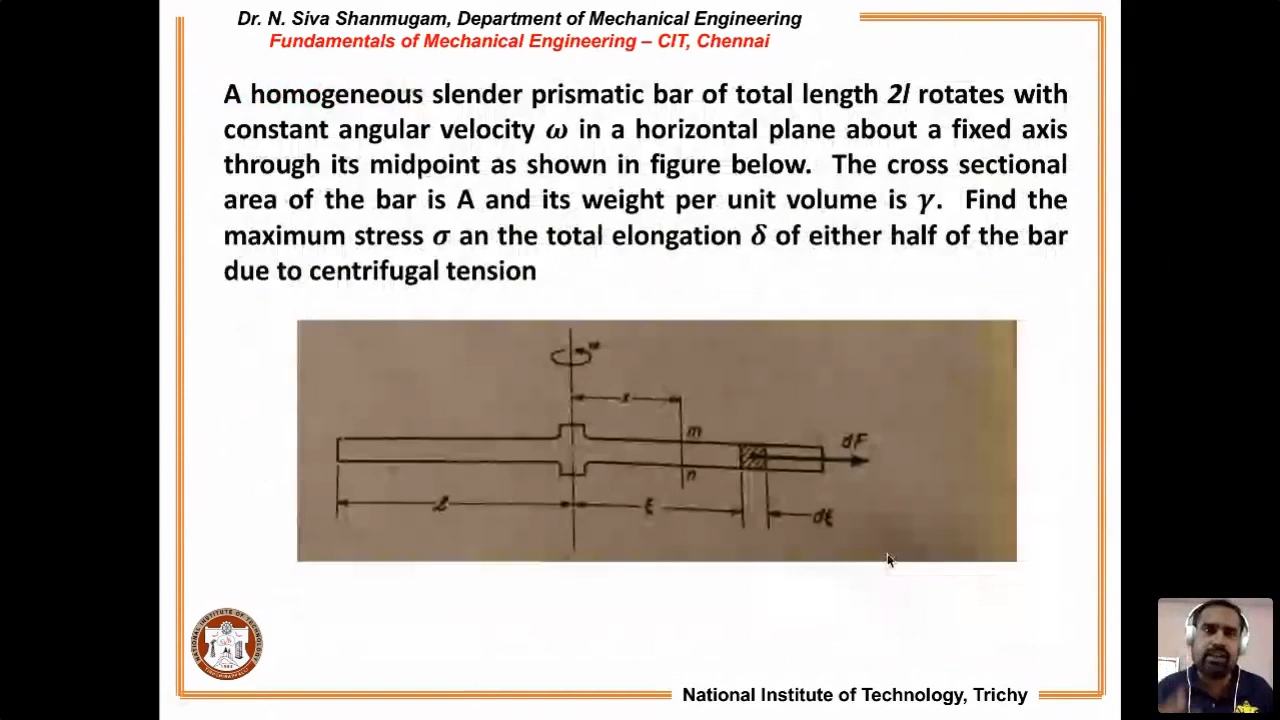 Dr. N. Siva Shanmugam, Department of Mechanical Engineering
Fundamentals of Mechanical Engineering – CIT, Chennai
A homogeneous slender prismatic bar of total length 2l rotates with
constant angular velocity ω in a horizontal plane about a fixed axis
through its midpoint as shown in figure below. The cross sectional
area of the bar is A and its weight per unit volume is γ. Find the
maximum stress σ an the total elongation δ of either half of the bar
due to centrifugal tension
ω
x
m
dF
n
l
ξ
dξ
National Institute of Technology, Trichy